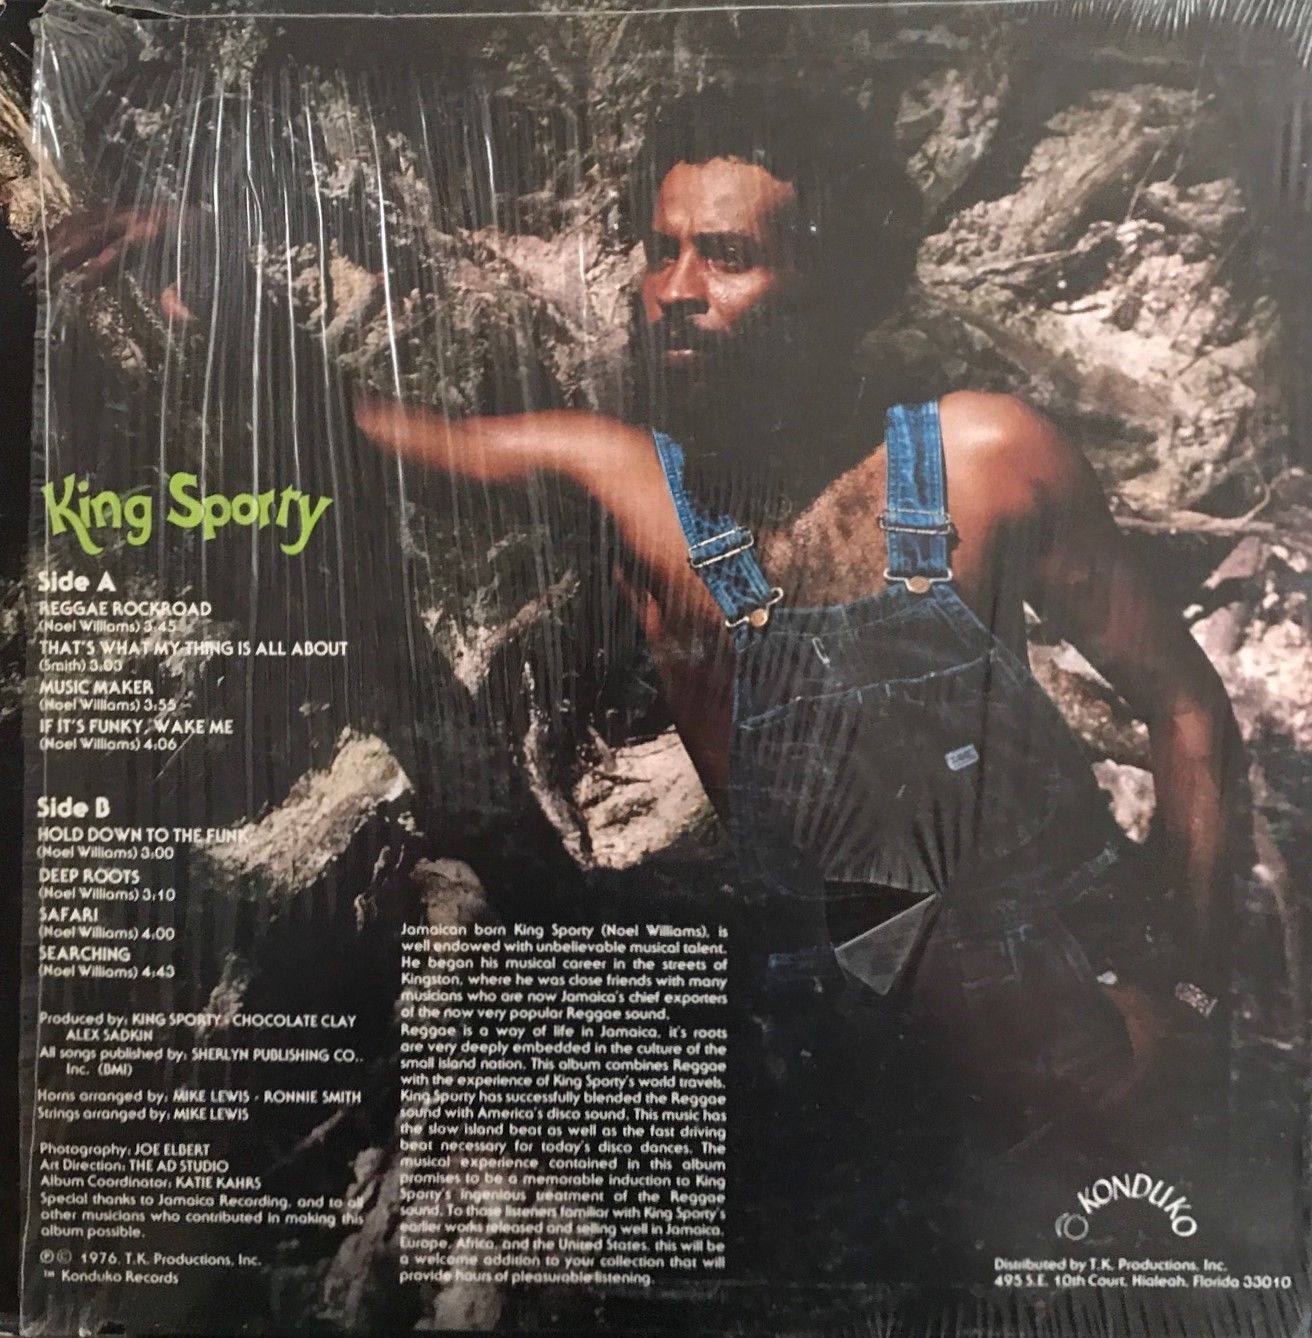 King Sporty
Side A
REGGAE ROCKROAD
(Noel Williams) 3:45
THAT'S WHAT MY THING IS ALL ABOUT
(Smith) 3:03
MUSIC MAKER
(Noel Williams) 3:55
IF IT'S FUNKY, WAKE ME
(Noel Williams) 4:06
Side B
HOLD DOWN TO THE FUNK
(Noel Williams) 3:00
DEEP ROOTS
(Noel Williams) 3:10
SAFARI
(Noel Williams) 4:00
SEARCHING
(Noel Williams) 4:43
Produced by: KING SPORTY - CHOCOLATE CLAY
ALEX SADKIN
All songs published by: SHERLYN PUBLISHING CO.,
Inc. (BMI)
Horns arranged by: MIKE LEWIS - RONNIE SMITH
Strings arranged by: MIKE LEWIS
Photography: JOE ELBERT
Art Direction: THE AD STUDIO
Album Coordinator: KATIE KAHRS
Special thanks to Jamaica Recording, and to all
other musicians who contributed in making this
album possible.
℗© 1976, T.K. Productions, Inc.
™ Konduko Records
Jamaican born King Sporty (Noel Williams), is
well endowed with unbelievable musical talent.
He began his musical career in the streets of
Kingston, where he was close friends with many
musicians who are now Jamaica's chief exporters
of the now very popular Reggae sound.
Reggae is a way of life in Jamaica, it's roots
are very deeply embedded in the culture of the
small island nation. This album combines Reggae
with the experience of King Sporty's world travels.
King Sporty has successfully blended the Reggae
sound with America's disco sound. This music has
the slow island beat as well as the fast driving
beat necessary for today's disco dances. The
musical experience contained in this album
promises to be a memorable induction to King
Sporty's ingenious treatment of the Reggae
sound. To those listeners familiar with King Sporty's
earlier works released and selling well in Jamaica,
Europe, Africa, and the United States, this will be
a welcome addition to your collection that will
provide hours of pleasurable listening.
KONDUKO
Distributed by T.K. Productions, Inc.
495 S.E. 10th Court, Hialeah, Florida 33010